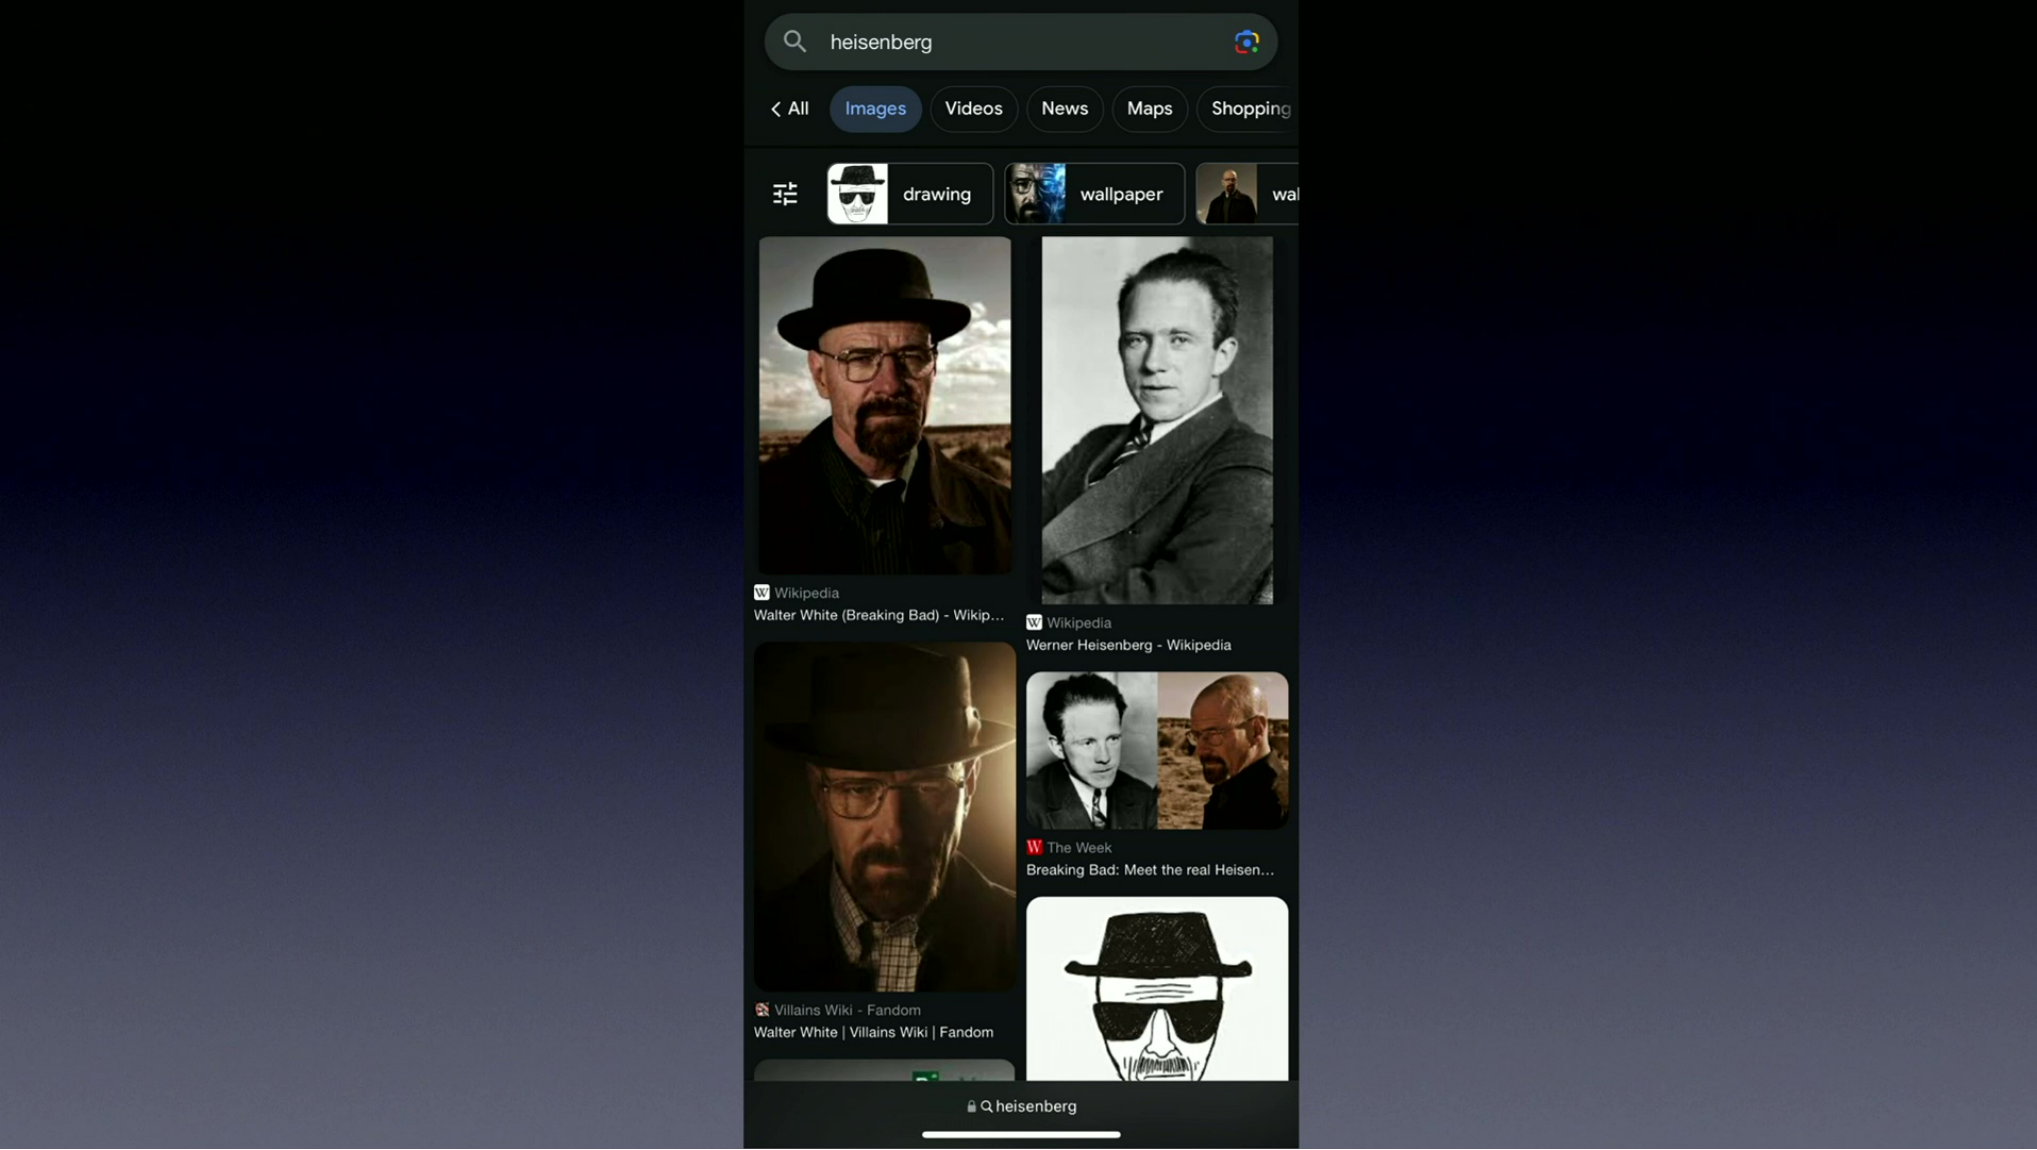 heisenberg
All Images Videos News Maps Shopping
drawing wallpaper wal
W Wikipedia
Walter White (Breaking Bad) - Wikip...
W Wikipedia
Werner Heisenberg - Wikipedia
W The Week
Breaking Bad: Meet the real Heisen...
Villains Wiki - Fandom
Walter White | Villains Wiki | Fandom
heisenberg